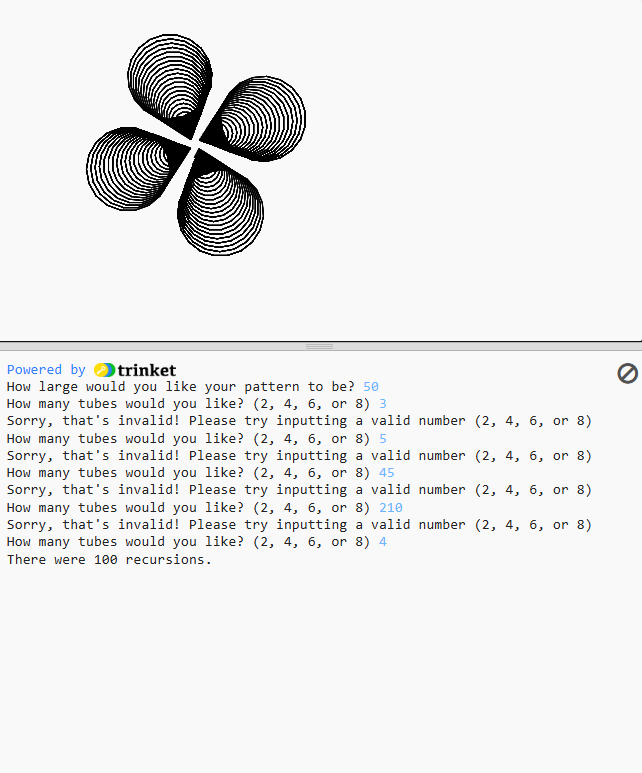 Powered by trinket
How large would you like your pattern to be? 50
How many tubes would you like? (2, 4, 6, or 8) 3
Sorry, that's invalid! Please try inputting a valid number (2, 4, 6, or 8)
How many tubes would you like? (2, 4, 6, or 8) 5
Sorry, that's invalid! Please try inputting a valid number (2, 4, 6, or 8)
How many tubes would you like? (2, 4, 6, or 8) 45
Sorry, that's invalid! Please try inputting a valid number (2, 4, 6, or 8)
How many tubes would you like? (2, 4, 6, or 8) 210
Sorry, that's invalid! Please try inputting a valid number (2, 4, 6, or 8)
How many tubes would you like? (2, 4, 6, or 8) 4
There were 100 recursions.